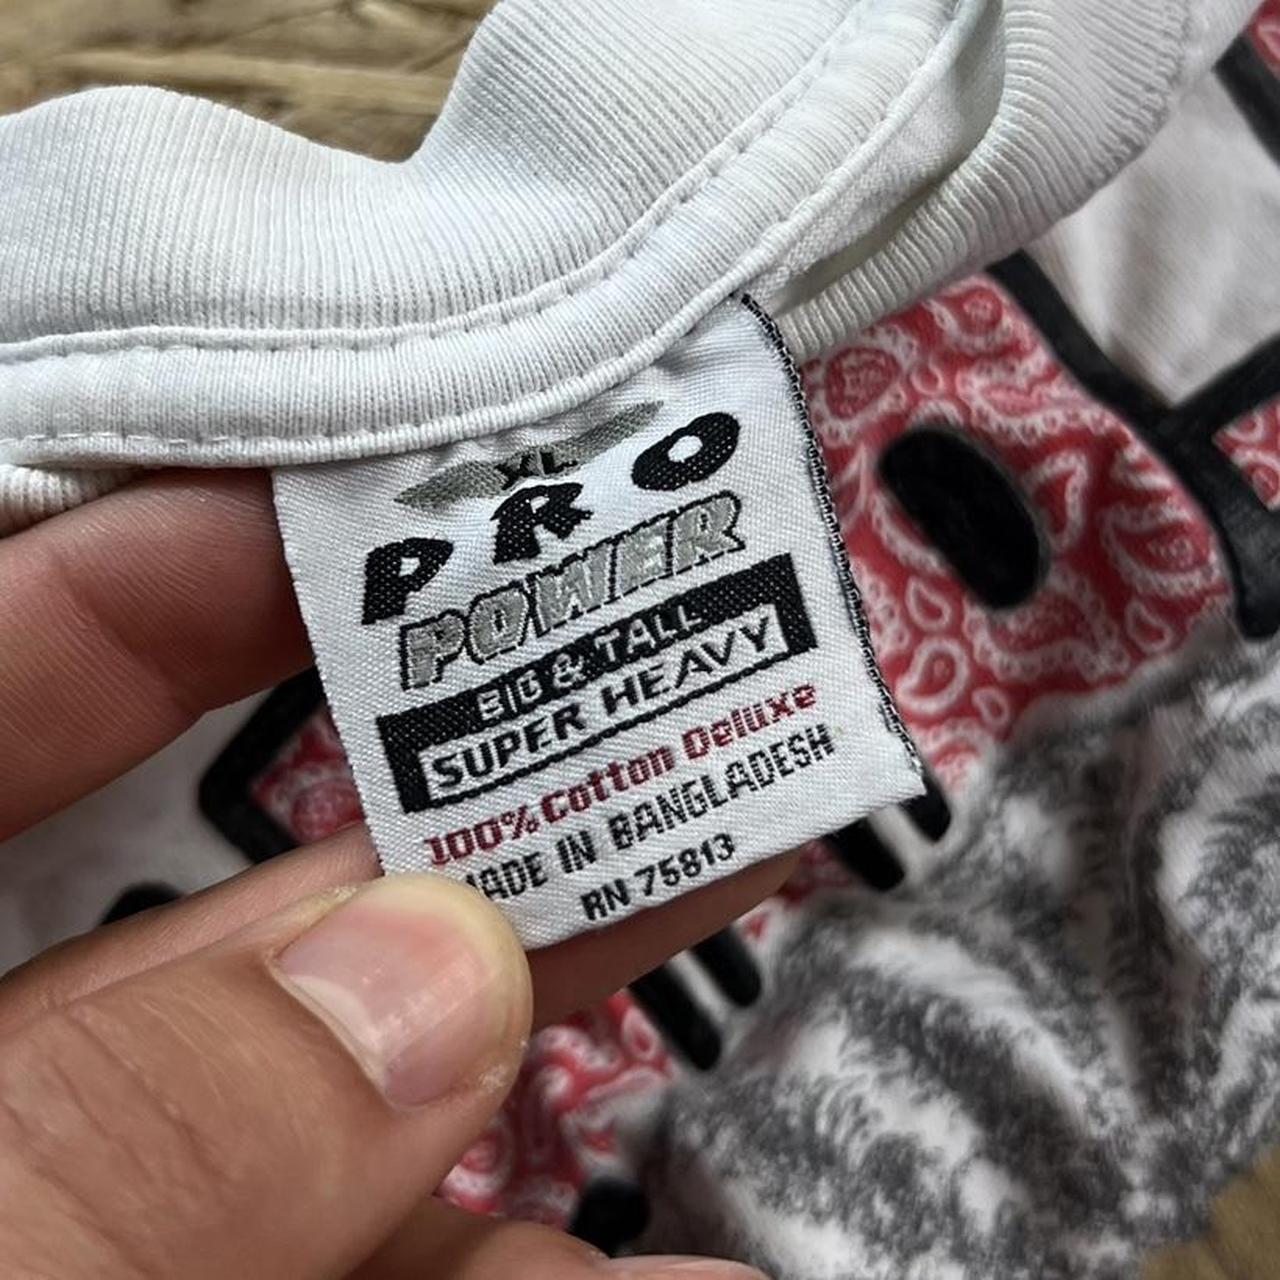 XL
PRO
POWER
BIG & TALL
SUPER HEAVY
100% Cotton Deluxe
MADE IN BANGLADESH
RN 75813